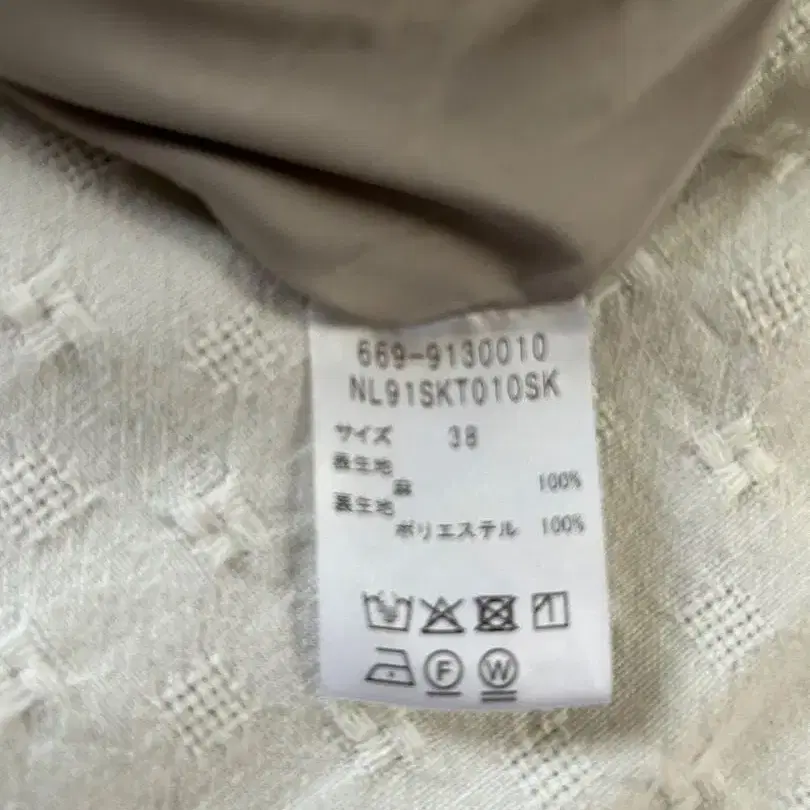 669-9130010
NL91SKT010SK
サイズ 38
表生地
麻 100%
裏生地
ポリエステル 100%
F W